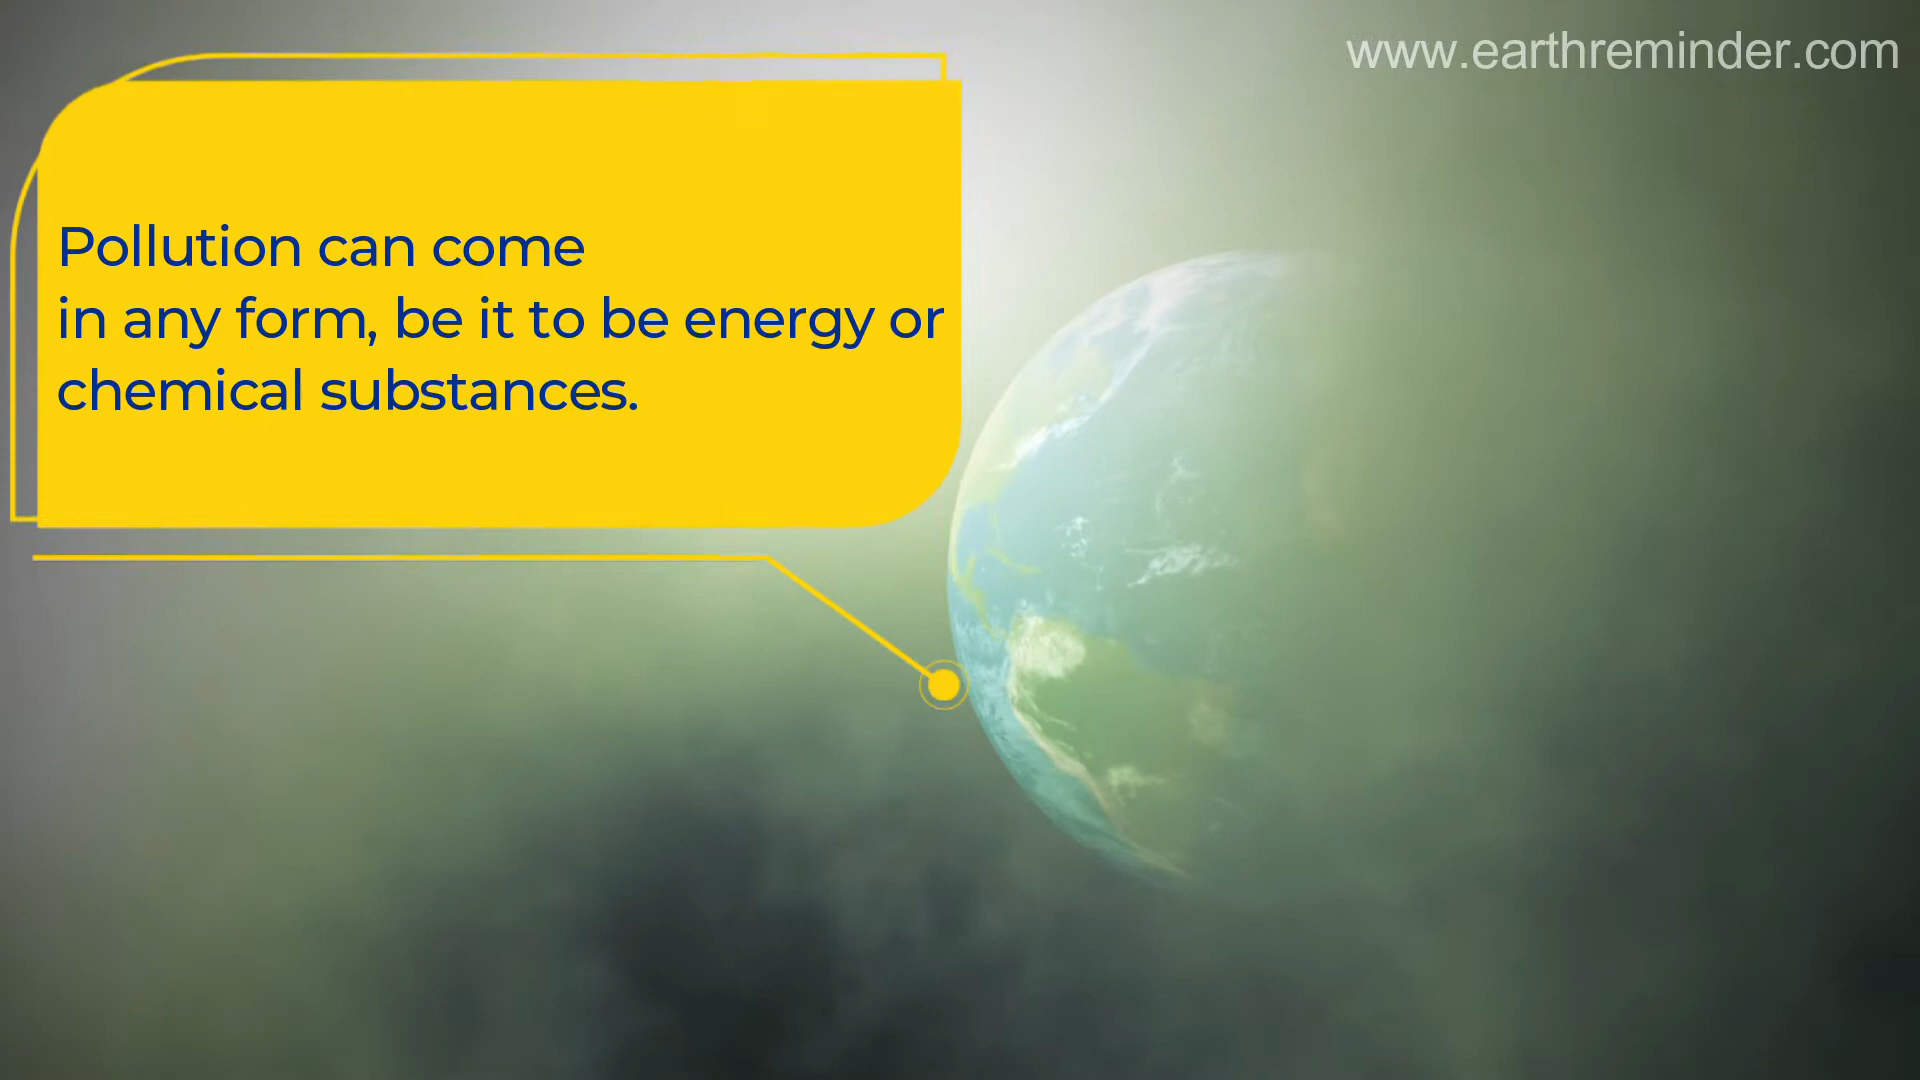 www.earthreminder.com
Pollution can come
in any form, be it to be energy or
chemical substances.